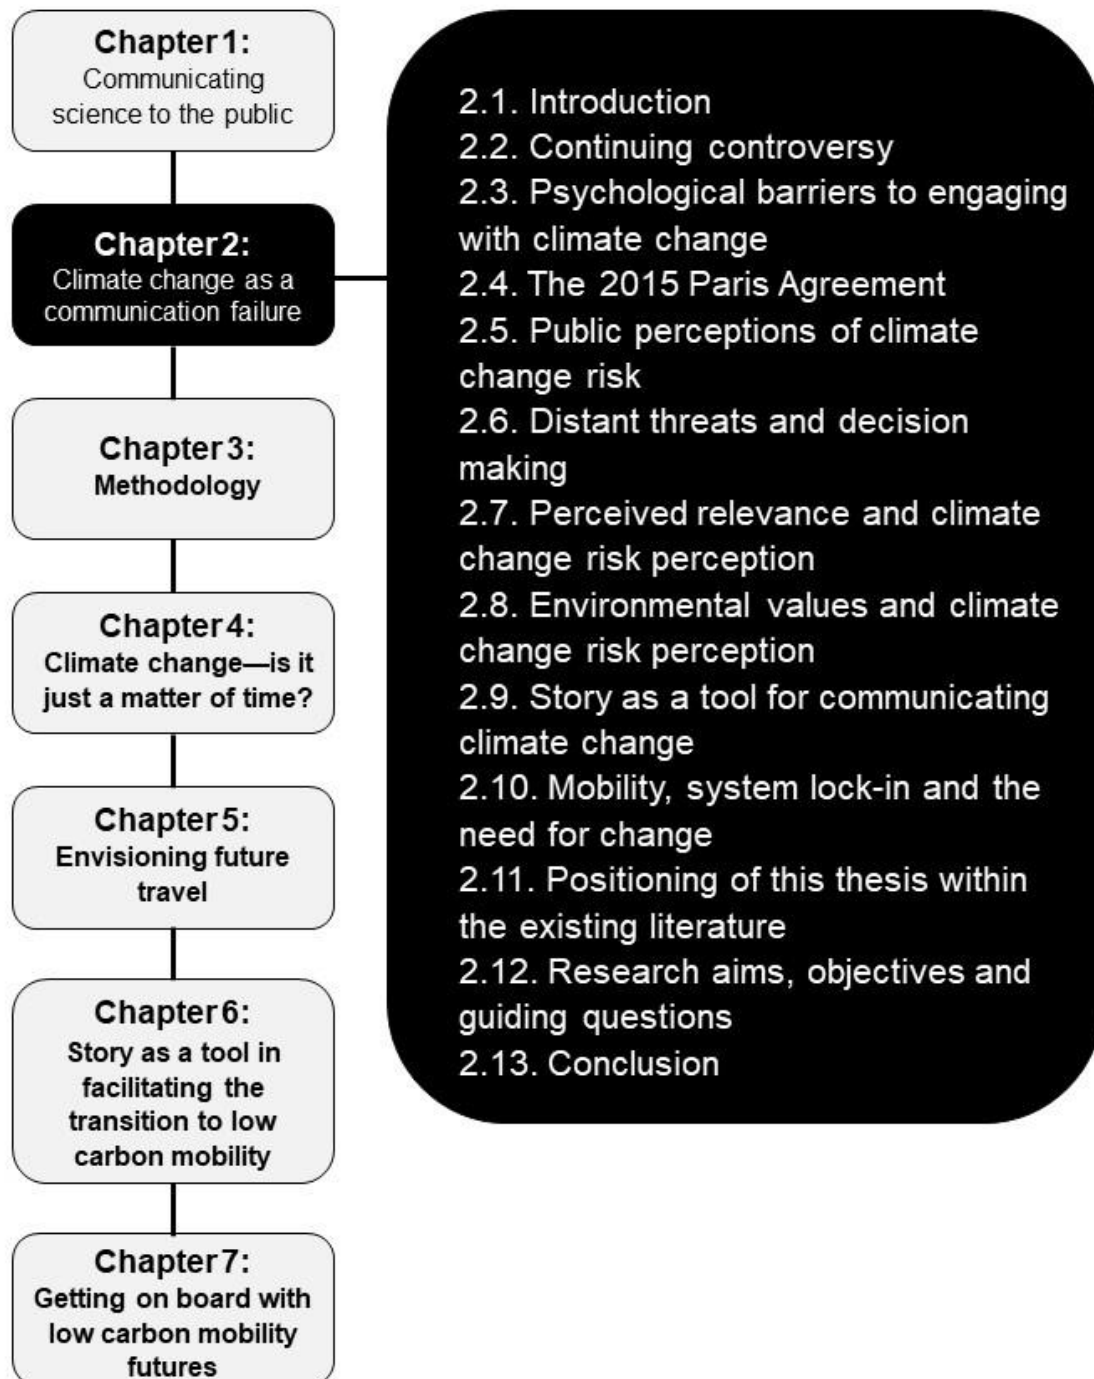 Chapter 1:
Communicating
science to the public
Chapter 2:
Climate change as a
communication failure
Chapter 3:
Methodology
Chapter 4:
Climate change—is it
just a matter of time?
Chapter 5:
Envisioning future
travel
Chapter 6:
Story as a tool in
facilitating the
transition to low
carbon mobility
Chapter 7:
Getting on board with
low carbon mobility
futures
2.1. Introduction
2.2. Continuing controversy
2.3. Psychological barriers to engaging
with climate change
2.4. The 2015 Paris Agreement
2.5. Public perceptions of climate
change risk
2.6. Distant threats and decision
making
2.7. Perceived relevance and climate
change risk perception
2.8. Environmental values and climate
change risk perception
2.9. Story as a tool for communicating
climate change
2.10. Mobility, system lock-in and the
need for change
2.11. Positioning of this thesis within
the existing literature
2.12. Research aims, objectives and
guiding questions
2.13. Conclusion